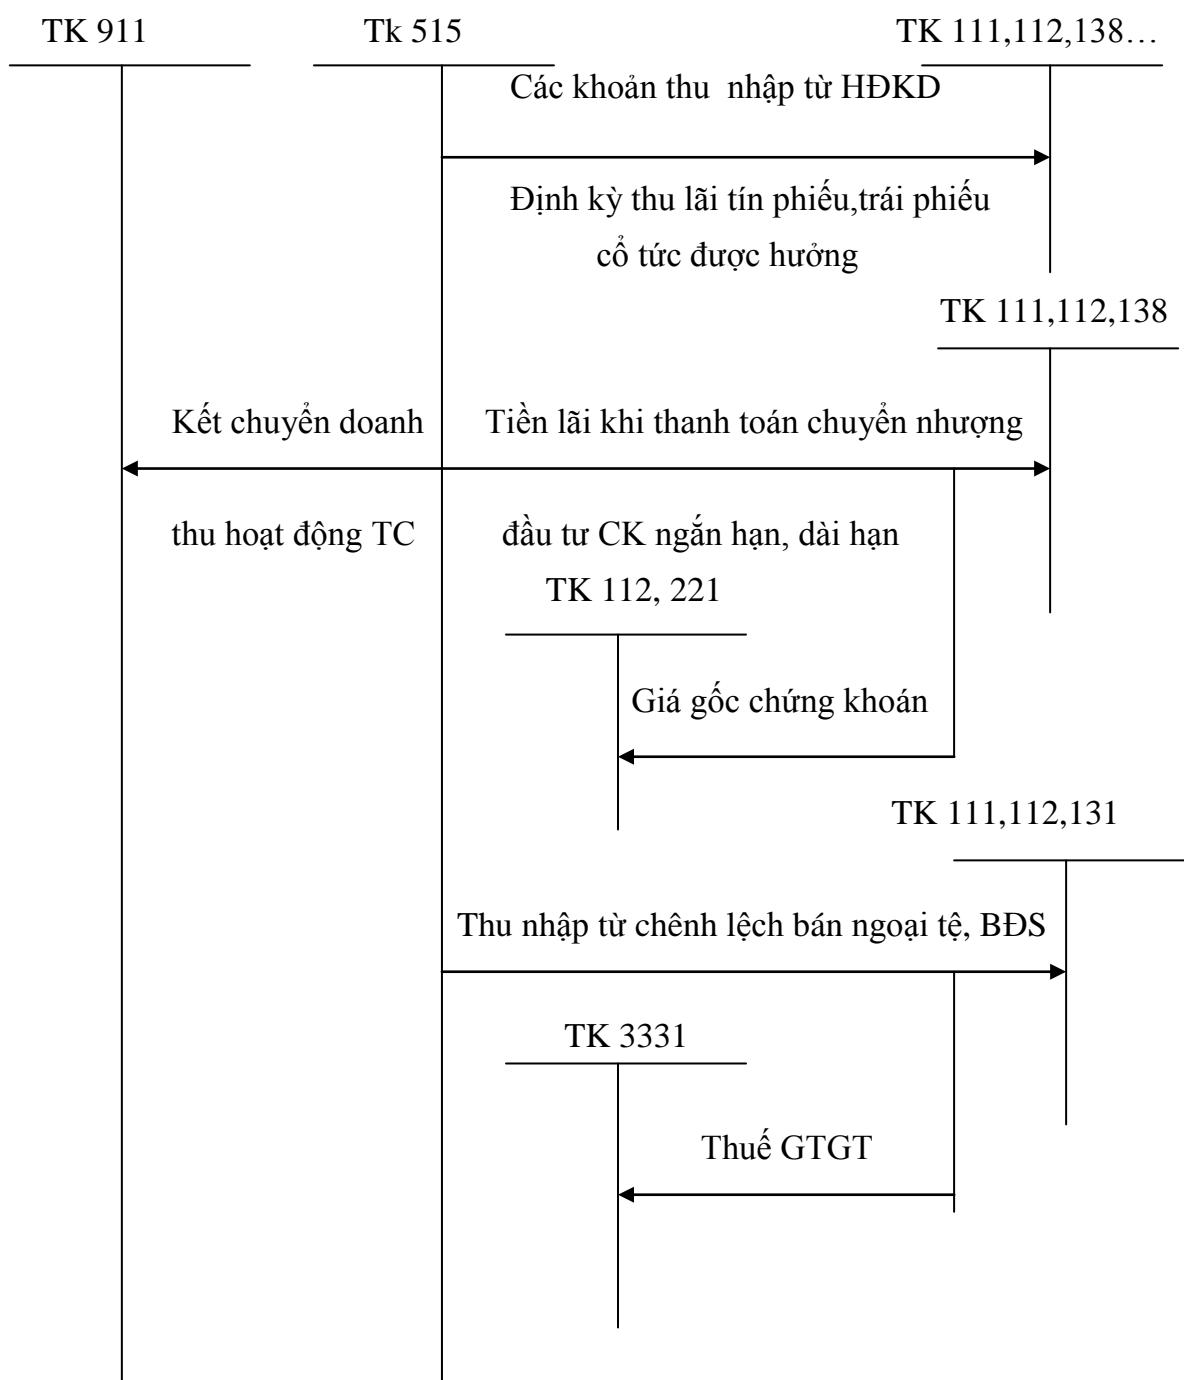 TK 911
Tk 515
TK 111,112,138…
Các khoản thu nhập từ HĐKD
Định kỳ thu lãi tín phiếu,trái phiếu
cổ tức được hưởng
TK 111,112,138
Kết chuyển doanh
Tiền lãi khi thanh toán chuyển nhượng
thu hoạt động TC
đầu tư CK ngắn hạn, dài hạn
TK 112, 221
Giá gốc chứng khoán
TK 111,112,131
Thu nhập từ chênh lệch bán ngoại tệ, BĐS
TK 3331
Thuế GTGT